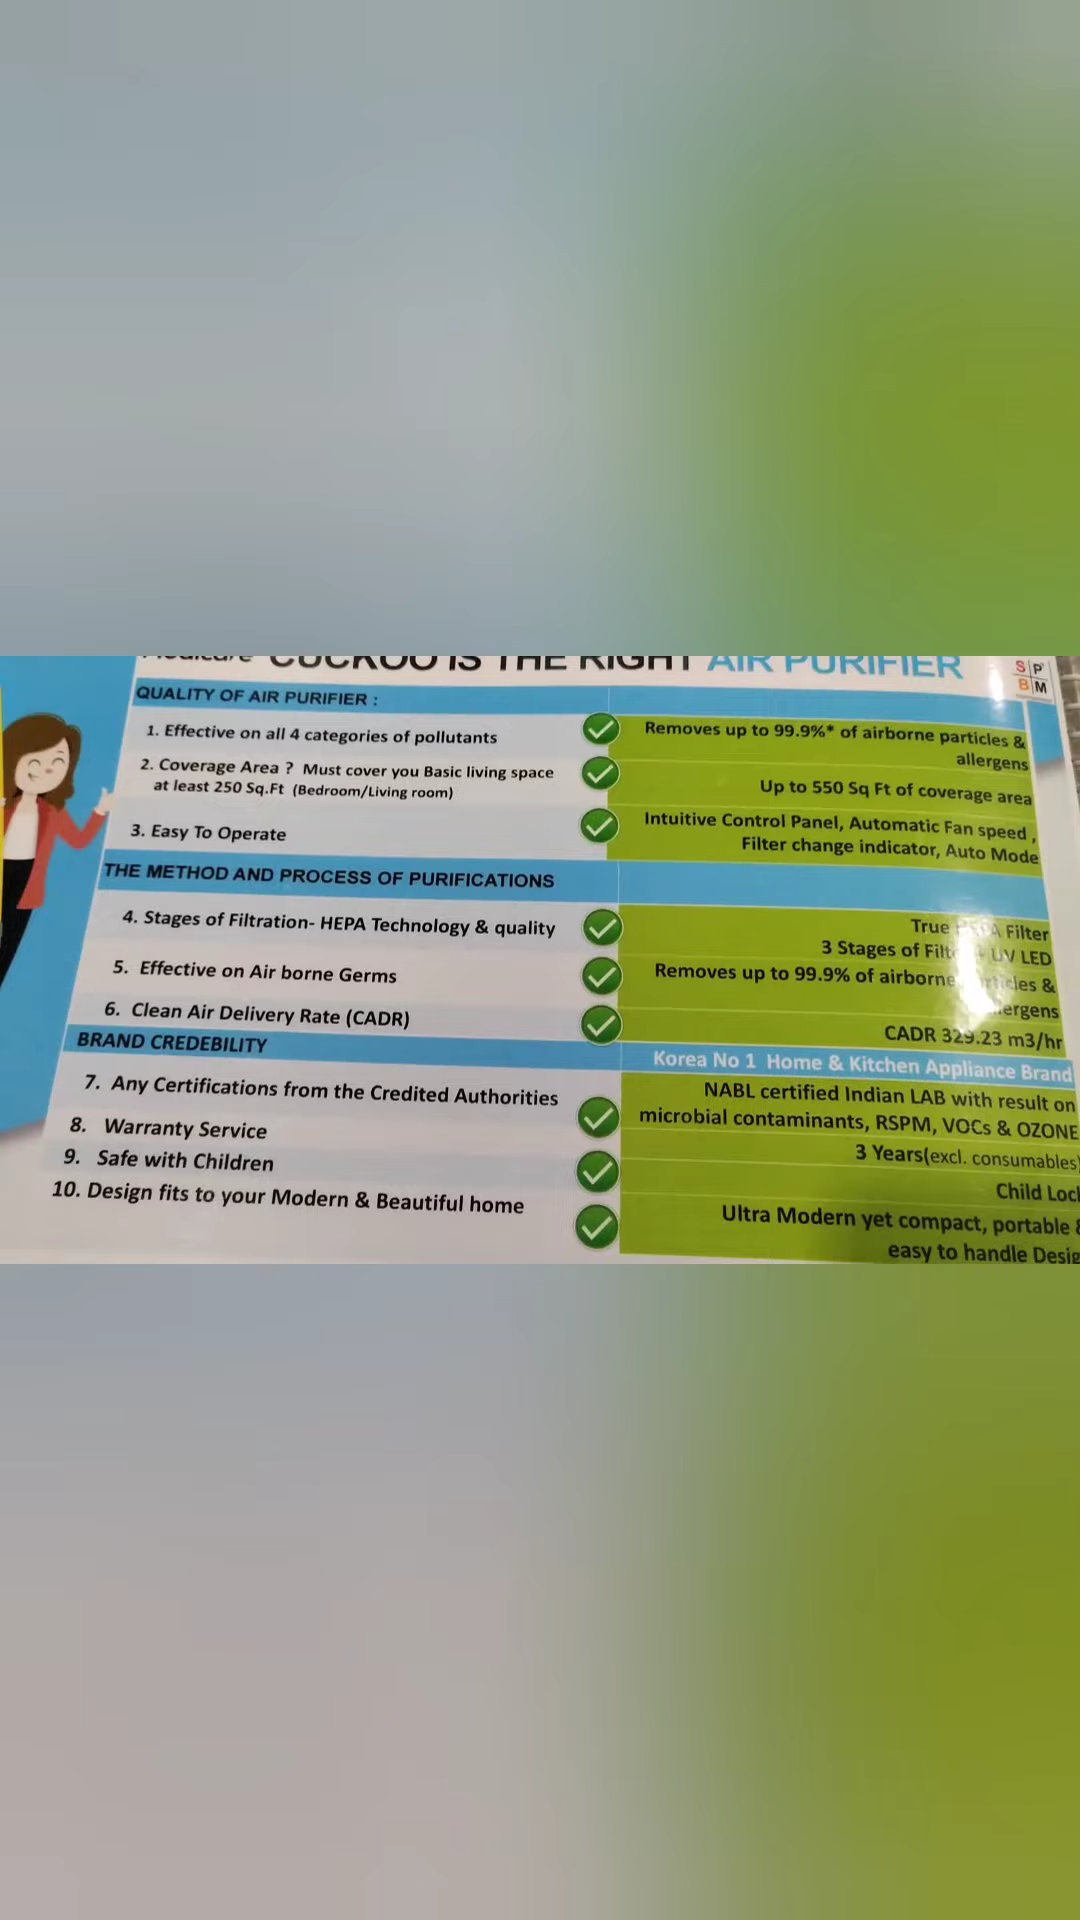 CUCKOO IS THE RIGHT AIR PURIFIER
S P
B M
QUALITY OF AIR PURIFIER :
1. Effective on all 4 categories of pollutants
Removes up to 99.9%* of airborne particles &
allergens
2. Coverage Area ? Must cover you Basic living space
at least 250 Sq.Ft (Bedroom/Living room)
Up to 550 Sq Ft of coverage area
3. Easy To Operate
Intuitive Control Panel, Automatic Fan speed ,
Filter change indicator, Auto Mode
THE METHOD AND PROCESS OF PURIFICATIONS
4. Stages of Filtration- HEPA Technology & quality
True Filter
3 Stages of UV LED
5. Effective on Air borne Germs
Removes up to 99.9% of airborne &
6. Clean Air Delivery Rate (CADR)
CADR 329.23 m3/hr
BRAND CREDEBILITY
Korea No 1 Home & Kitchen Appliance Brand
7. Any Certifications from the Credited Authorities
NABL certified Indian LAB with result on
microbial contaminants, RSPM, VOCs & OZONE
8. Warranty Service
3 Years(excl. consumables)
9. Safe with Children
Child
10. Design fits to your Modern & Beautiful home
Ultra Modern yet compact, portable
easy to handle